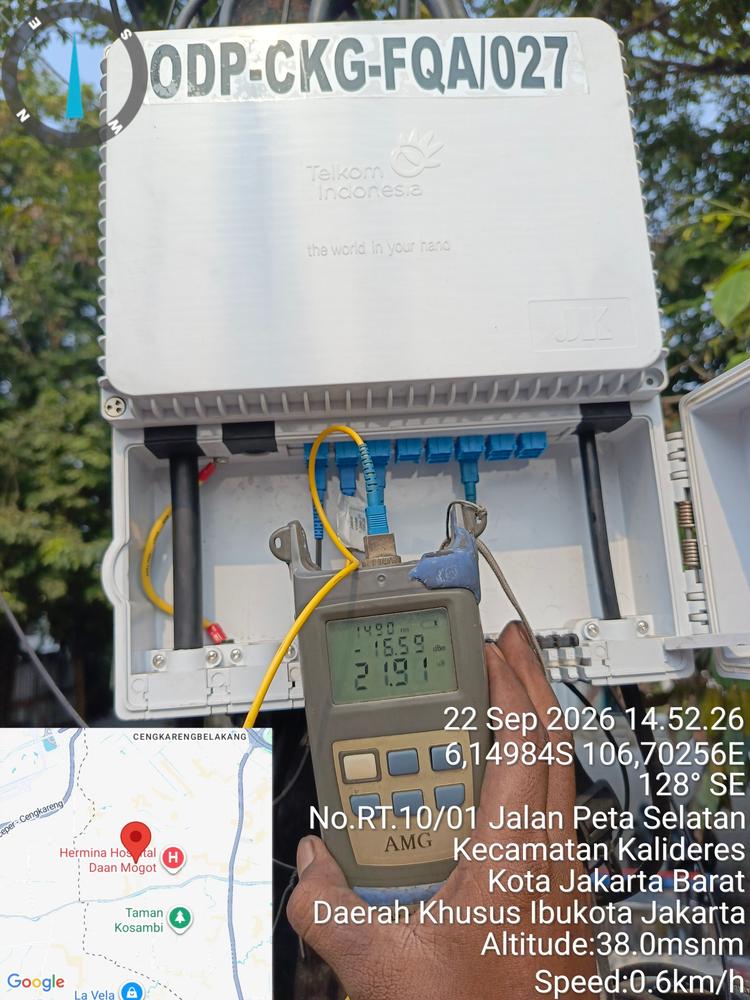 ODP-CKG-FQA/027
Telkom
Indonesia
the world in your hand
JK
E
S
N
W
1490 nm
-16.59 dBm
21.91
AMG
22 Sep 2026 14.52.26
6,14984S 106,70256E
128° SE
No.RT.10/01 Jalan Peta Selatan
Kecamatan Kalideres
Kota Jakarta Barat
Daerah Khusus Ibukota Jakarta
Altitude:38.0msnm
Speed:0.6km/h
CENGKARENGBELAKANG
Hermina Hospital
Daan Mogot
H
Taman
Kosambi
La Vela
Google